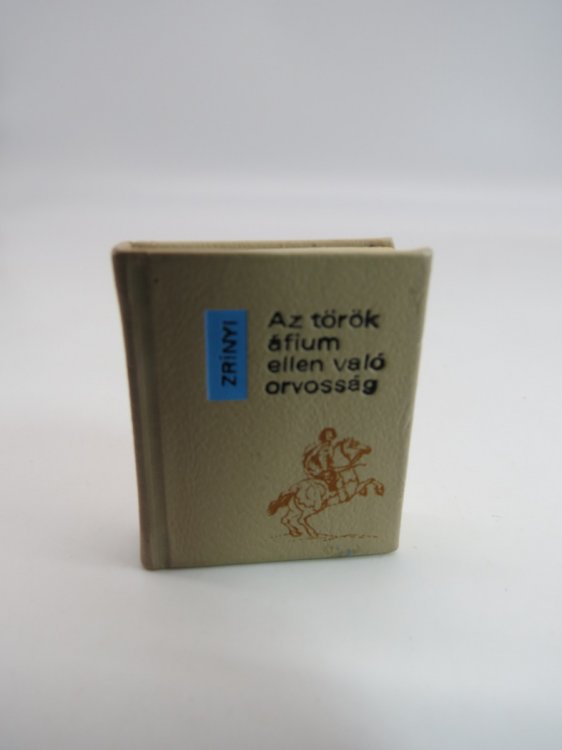 ZRÍNYI
Az török
áfium
ellen való
orvosság